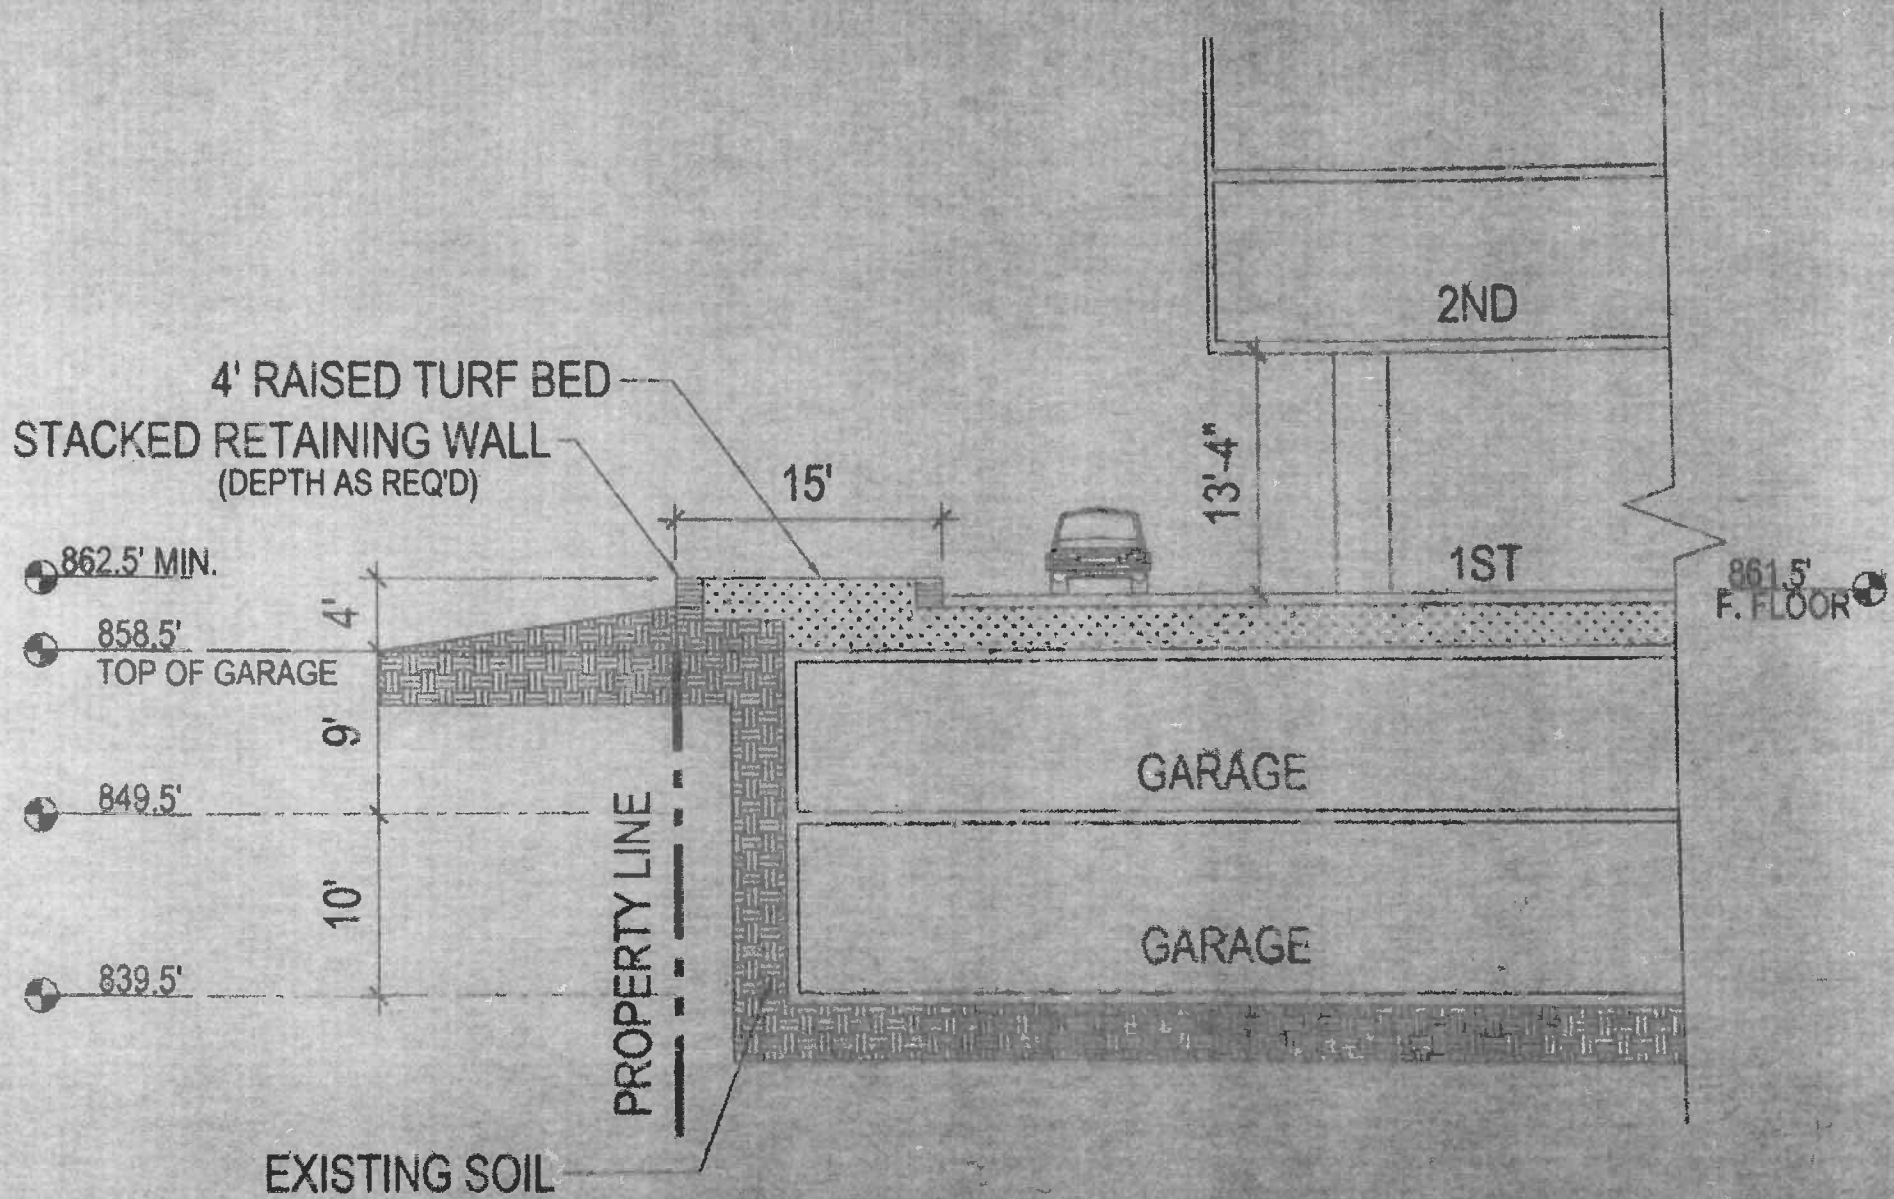 2ND
4' RAISED TURF BED
STACKED RETAINING WALL
(DEPTH AS REQ'D)
15'
13'-4"
862.5' MIN.
1ST
861.5'
F. FLOOR
4'
858.5'
TOP OF GARAGE
9'
GARAGE
849.5'
PROPERTY LINE
10'
GARAGE
839.5'
EXISTING SOIL